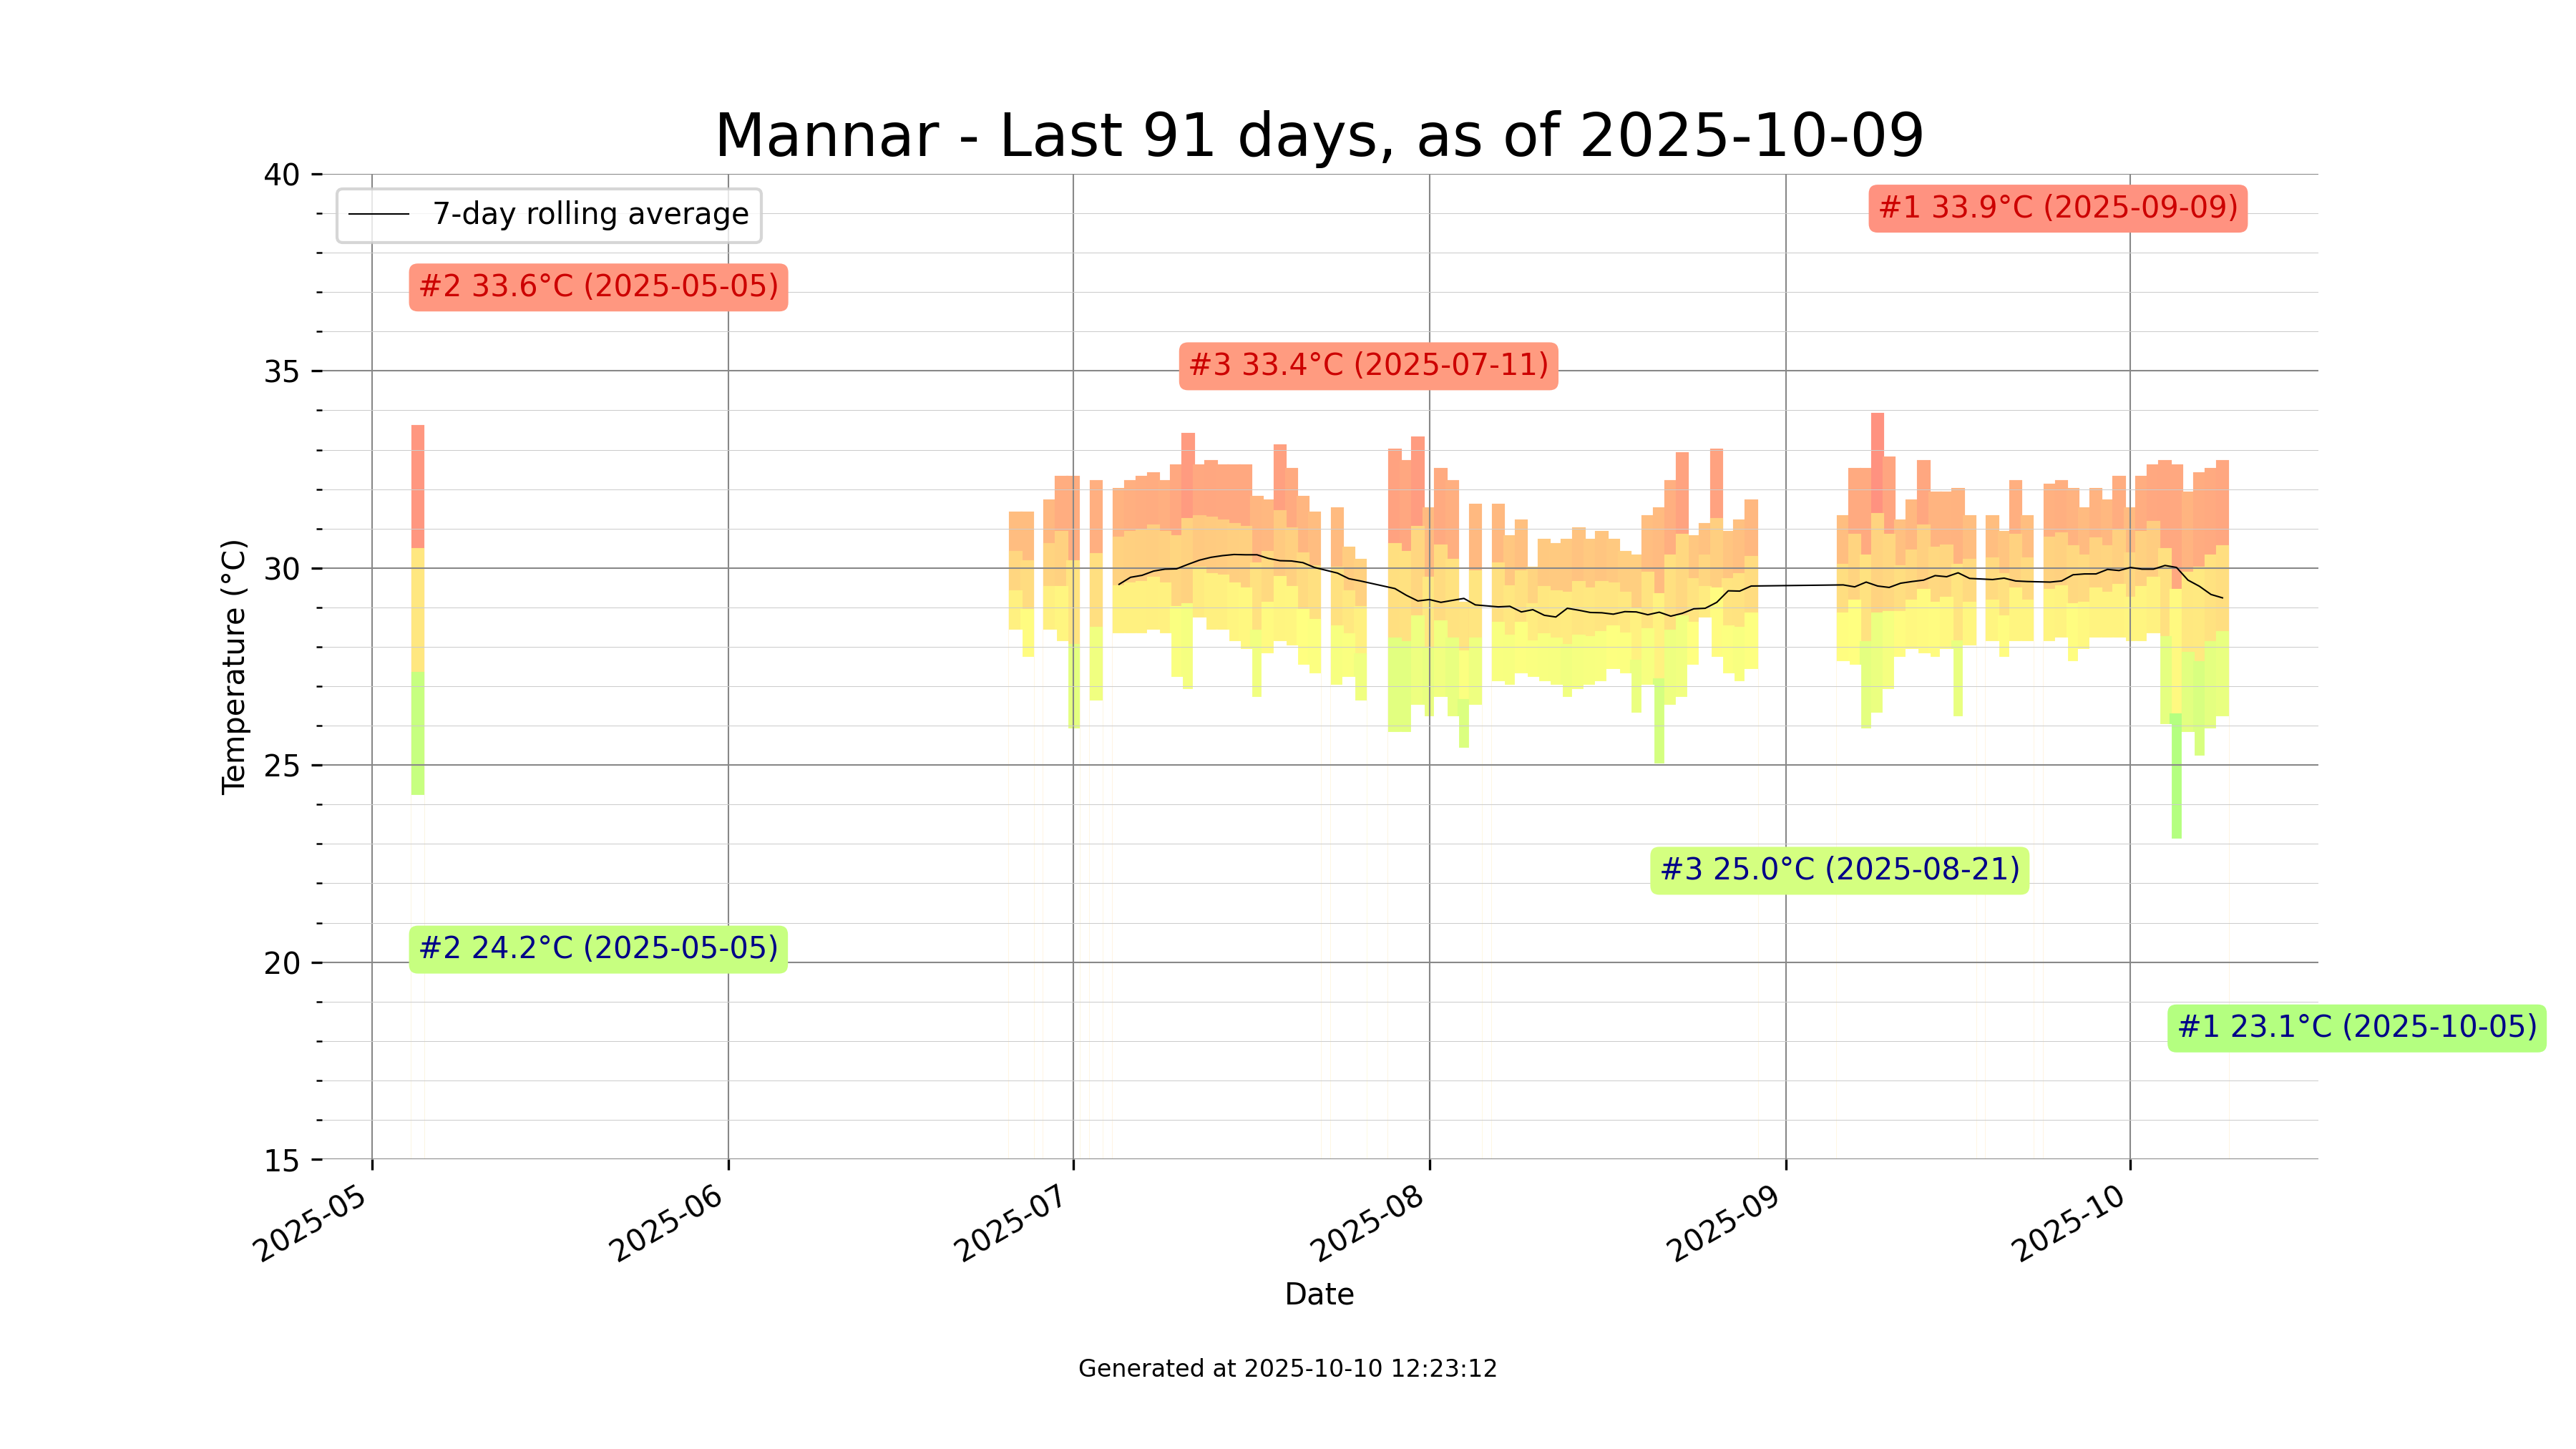 Mannar - Last 91 days, as of 2025-10-09
40
7-day rolling average
#1 33.9°C (2025-09-09)
#2 33.6°C (2025-05-05)
#3 33.4°C (2025-07-11)
35
30
Temperature (°C)
25
#3 25.0°C (2025-08-21)
#2 24.2°C (2025-05-05)
20
#1 23.1°C (2025-10-05)
15
2025-05
2025-06
2025-07
2025-08
2025-09
2025-10
Date
Generated at 2025-10-10 12:23:12